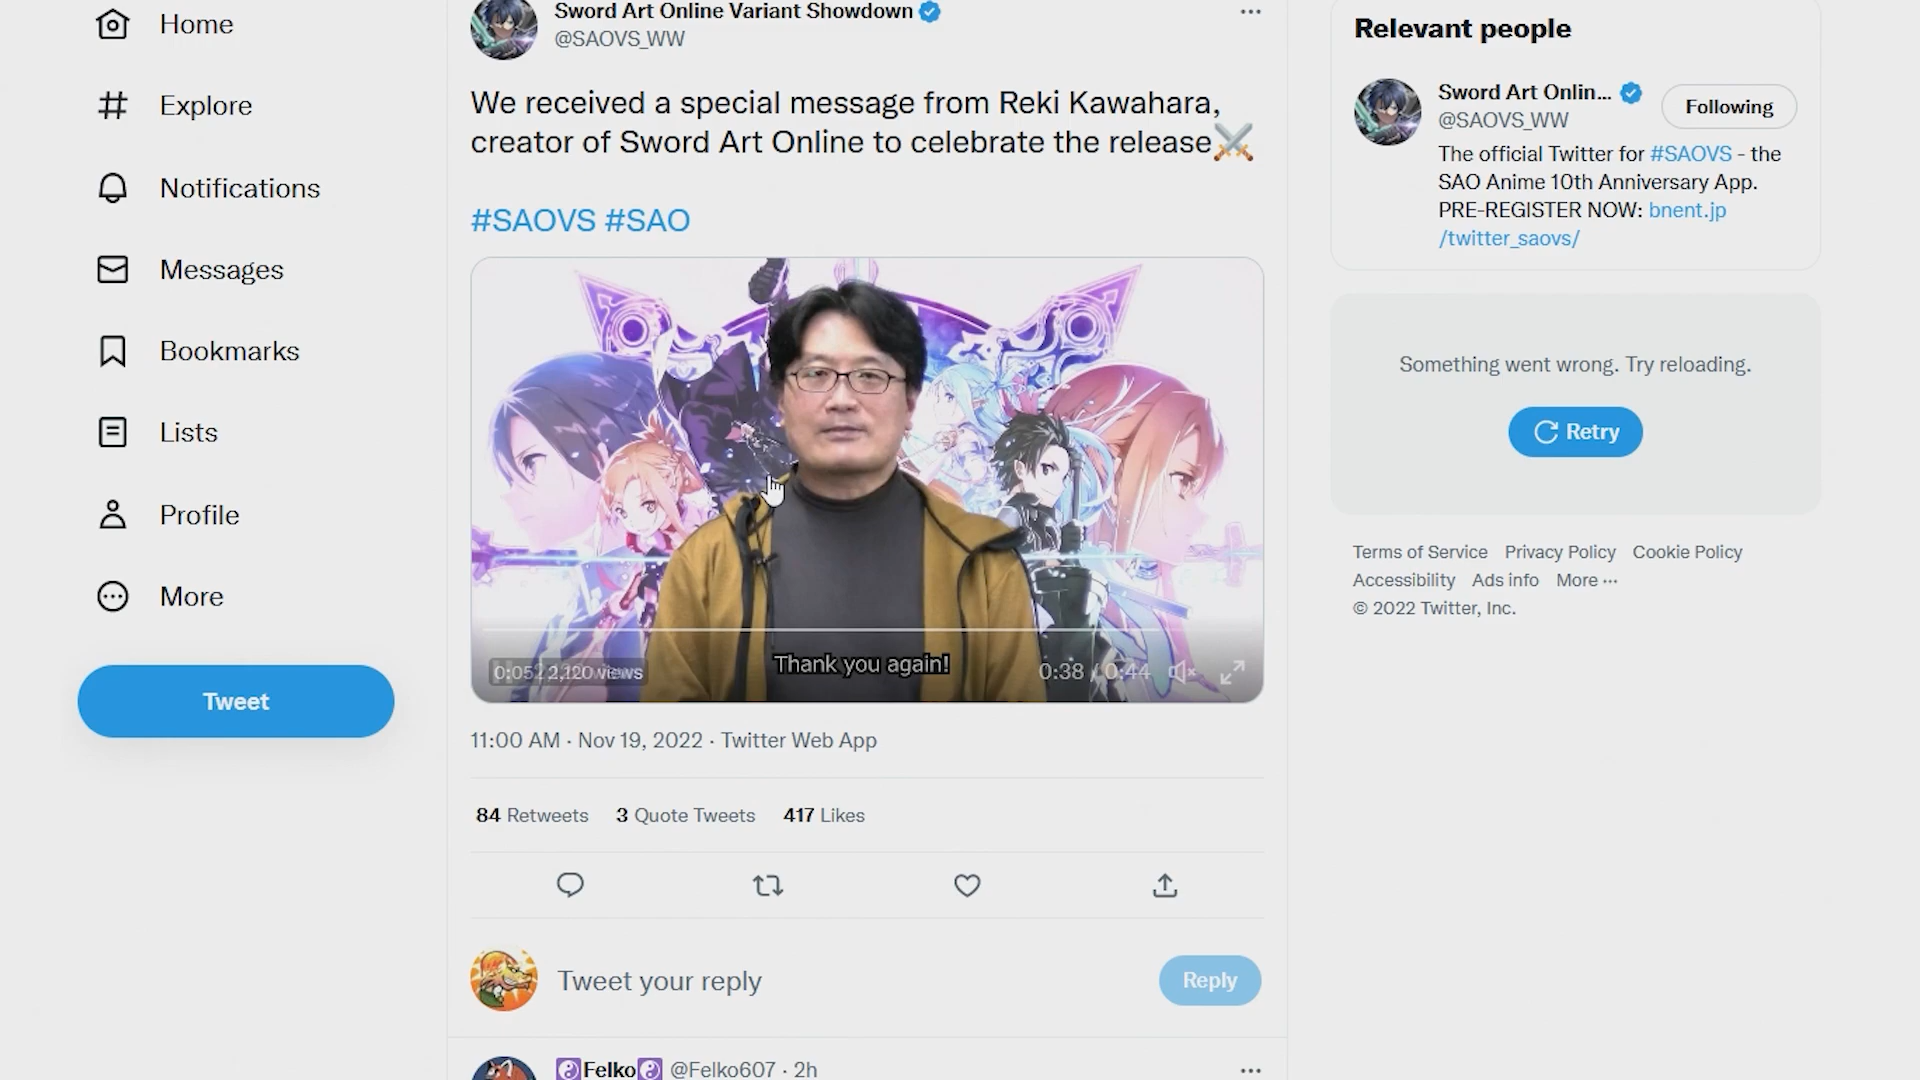 Home
Explore
Notifications
Messages
Bookmarks
Lists
Profile
More
Tweet
Sword Art Online Variant Showdown
@SAOVS_WW
We received a special message from Reki Kawahara,
creator of Sword Art Online to celebrate the release
#SAOVS #SAO
Thank you again!
0:05 2,120 views
0:38 / 0:44
11:00 AM · Nov 19, 2022 · Twitter Web App
84 Retweets 3 Quote Tweets 417 Likes
Tweet your reply
Reply
Felko @Felko607 · 2h
Relevant people
Sword Art Onlin...
@SAOVS_WW
Following
The official Twitter for #SAOVS - the
SAO Anime 10th Anniversary App.
PRE-REGISTER NOW: bnent.jp
/twitter_saovs/
Something went wrong. Try reloading.
Retry
Terms of Service Privacy Policy Cookie Policy
Accessibility Ads info More ···
© 2022 Twitter, Inc.